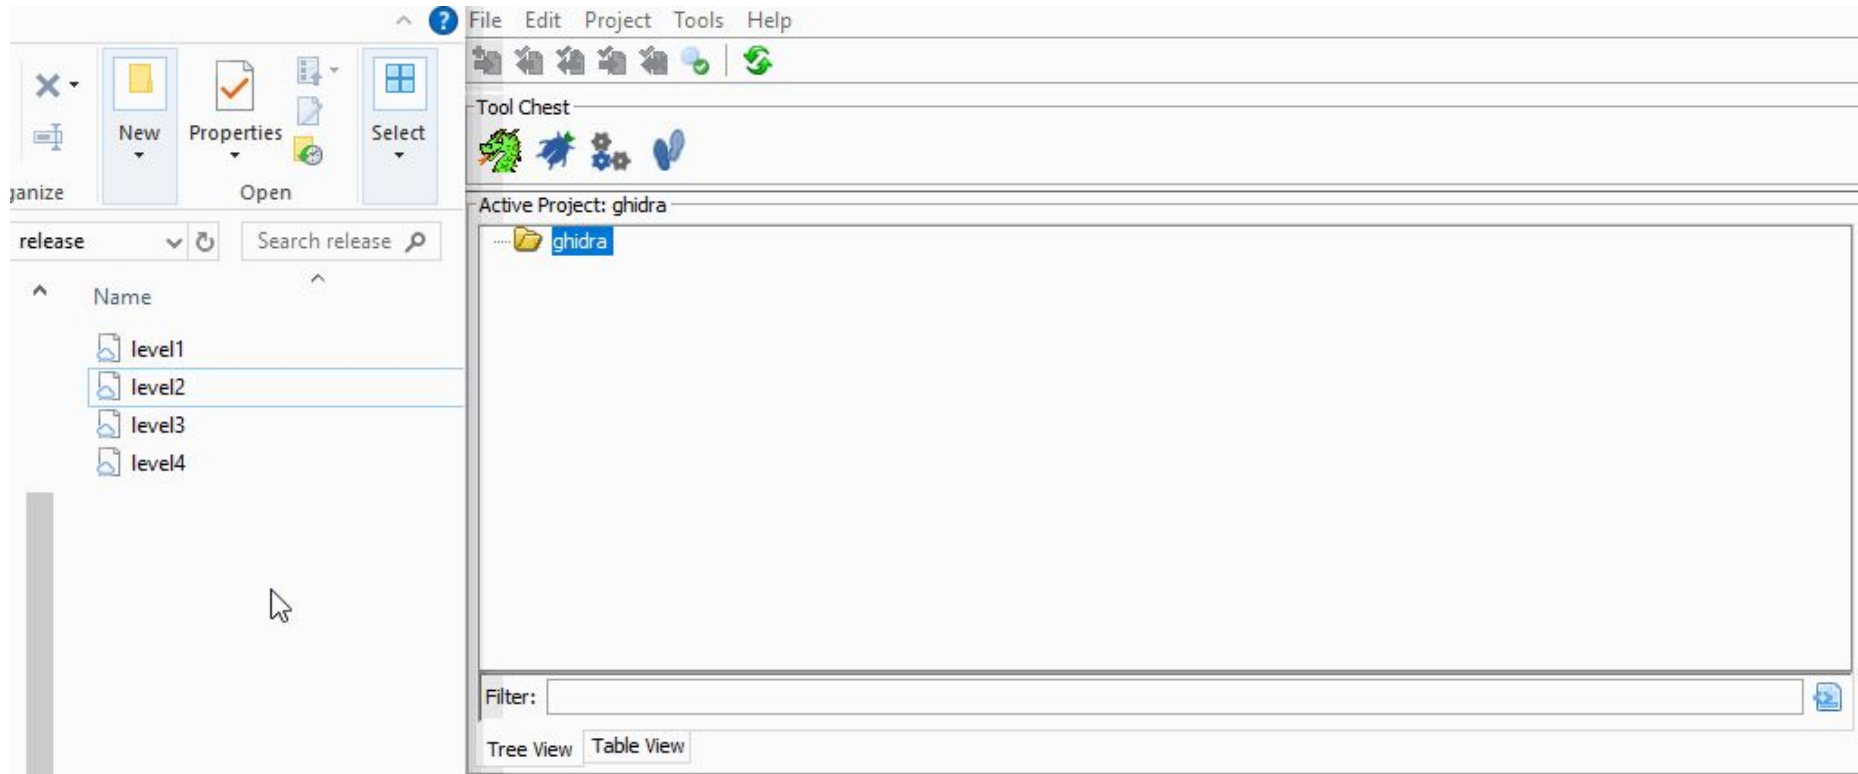 File Edit Project Tools Help
New
Properties
Select
Open
Tool Chest
Active Project: ghidra
release
Search release
ghidra
Name
level1
level2
level3
level4
Filter:
Tree View
Table View